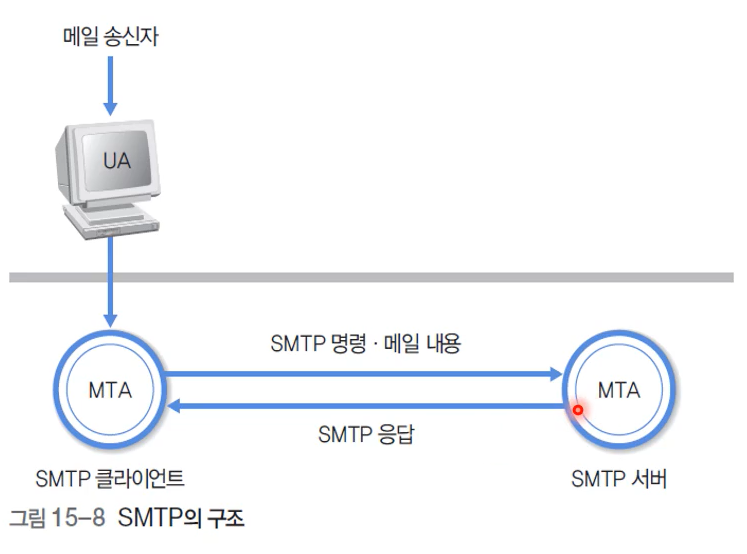 메일 송신자
UA
SMTP 명령 · 메일 내용
MTA
MTA
SMTP 응답
SMTP 클라이언트
SMTP 서버
그림 15-8 SMTP의 구조